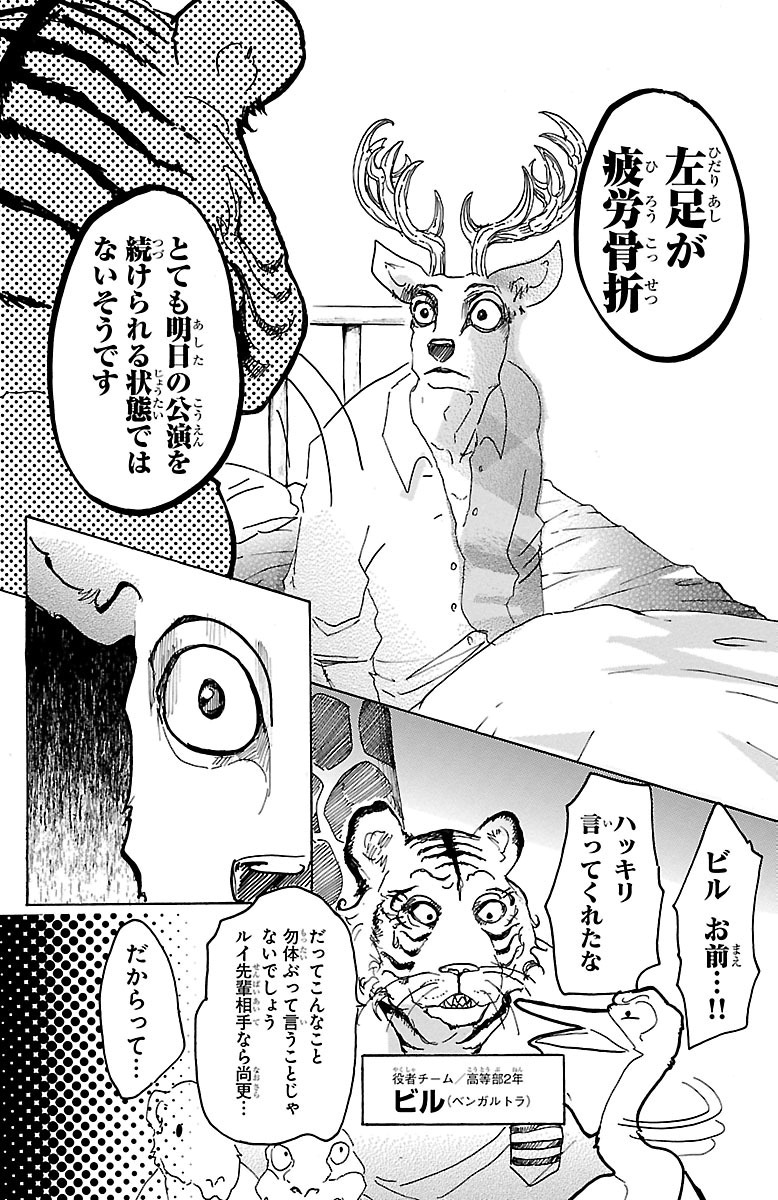 左足が
疲労骨折
とても明日の公演を
続けられる状態では
ないそうです
ビル お前…!!
ハッキリ
言ってくれたな
だってこんなこと
勿体ぶって言うことじゃ
ないでしょう
ルイ先輩相手なら尚更…
役者チーム／高等部2年
ビル（ベンガルトラ）
だからって…